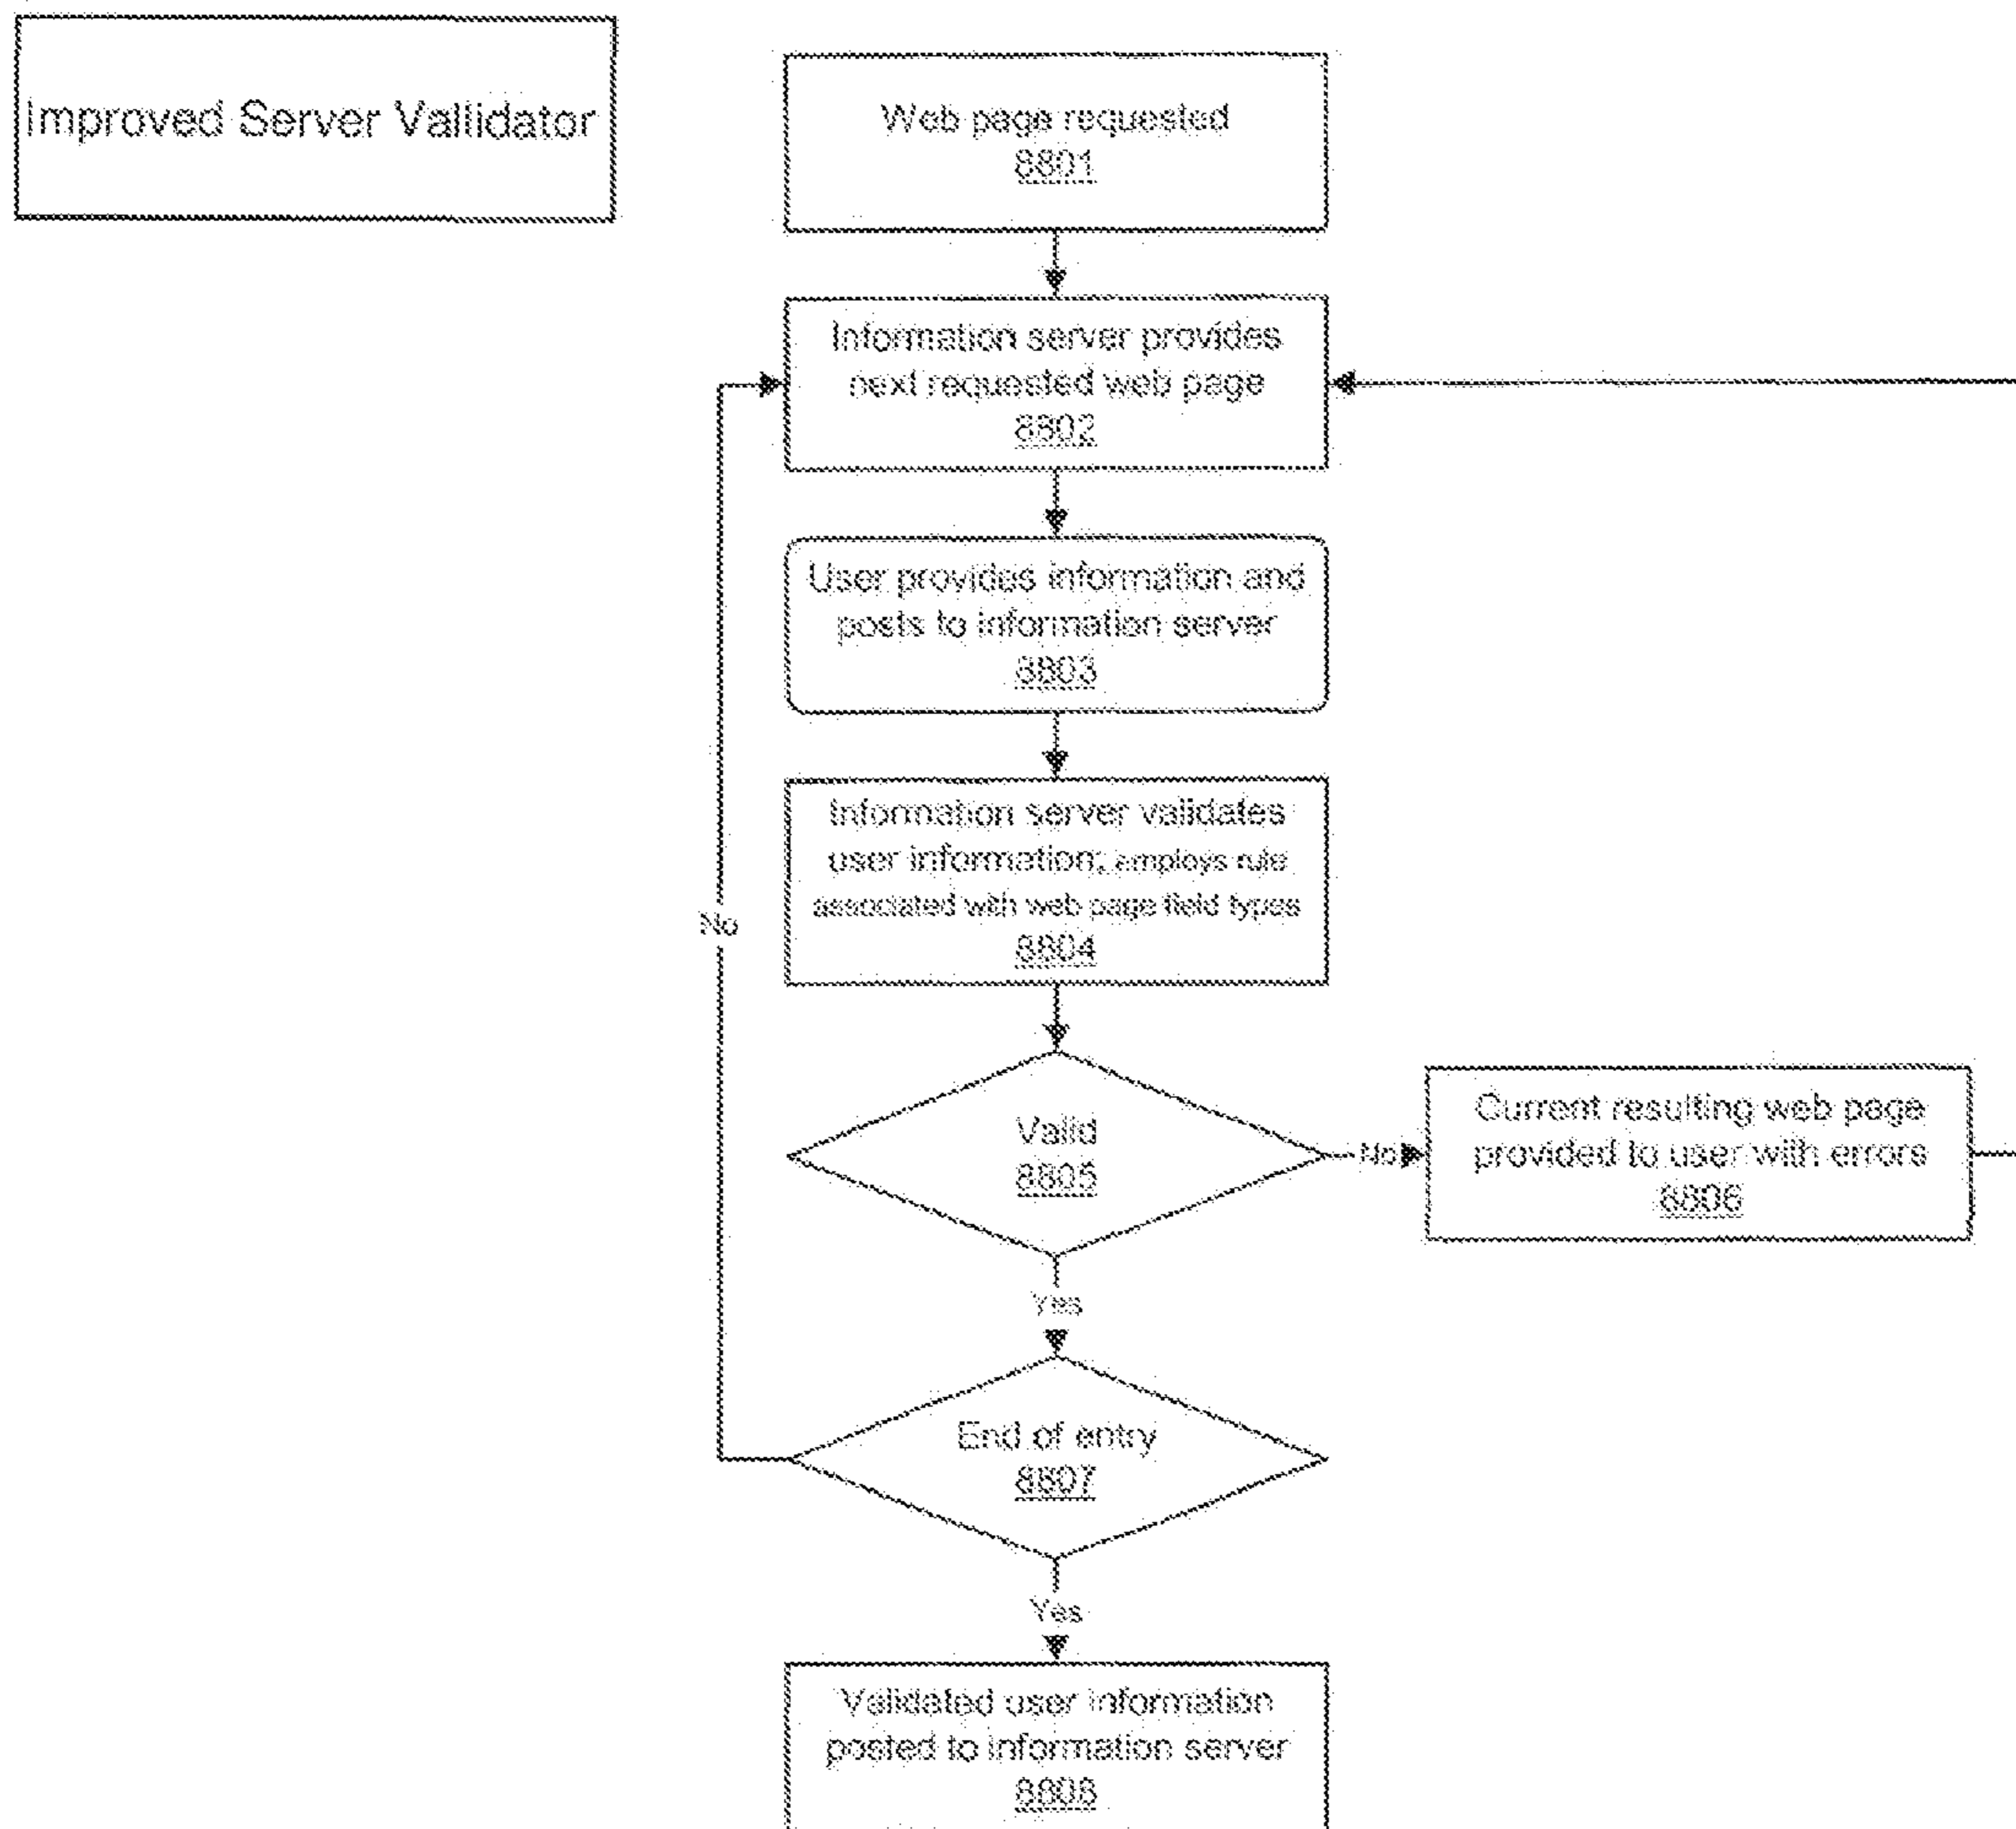 Improved Server Vallidator
Web page requested
8801
Information server provides
next requested web page
8802
User provides information and
posts to information server
8803
Information server validates
user information; employs rule
associated with web page field types
8804
No
Valid
8805
No
Current resulting web page
provided to user with errors
8806
Yes
End of entry
8807
Yes
Validated user information
posted to information server
8808